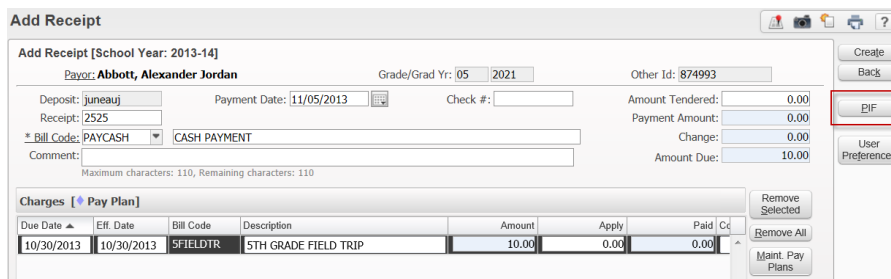 Add Receipt
?
Add Receipt [School Year: 2013-14]
Payor: Abbott, Alexander Jordan Grade/Grad Yr: 05 2021 Other Id: 874993
Deposit: juneauj Payment Date: 11/05/2013 Check #: Amount Tendered: 0.00
Receipt: 2525 Payment Amount: 0.00
* Bill Code: PAYCASH CASH PAYMENT Change: 0.00
Comment: Amount Due: 10.00
Maximum characters: 110, Remaining characters: 110
Create
Back
PIF
User Preference
Charges [ Pay Plan]
Due Date Eff. Date Bill Code Description Amount Apply Paid Co
10/30/2013 10/30/2013 5FIELDTR 5TH GRADE FIELD TRIP 10.00 0.00 0.00
Remove Selected
Remove All
Maint. Pay Plans